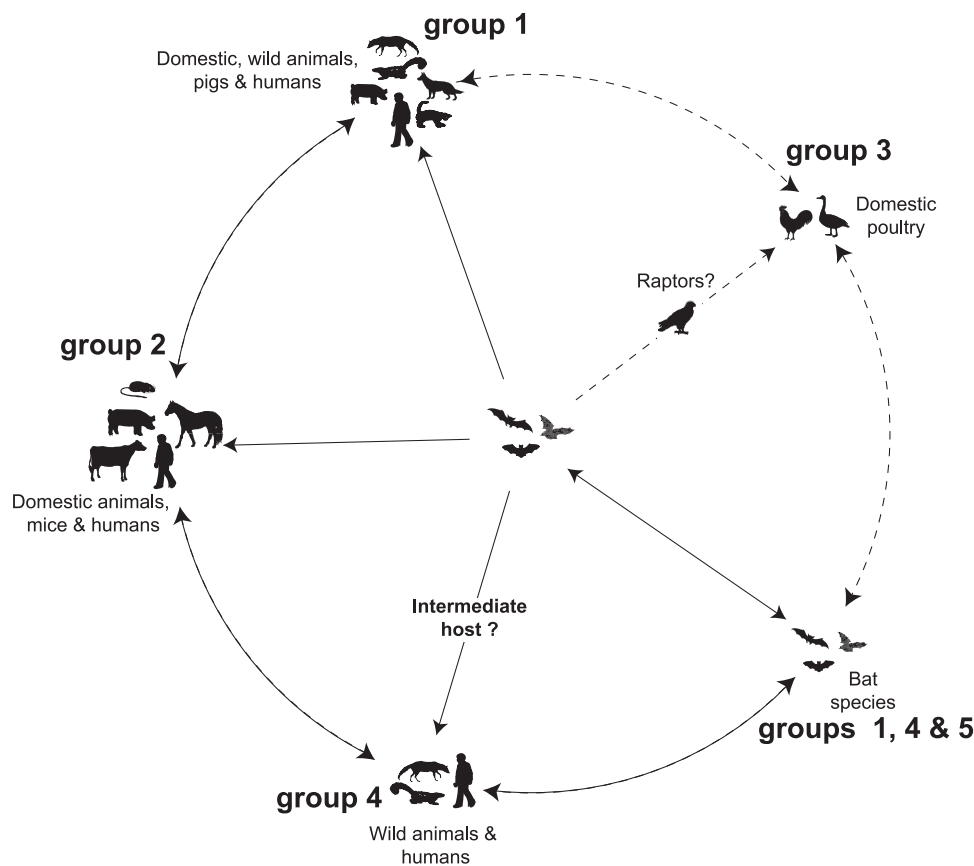 group 1
Domestic, wild animals,
pigs & humans
group 3
Domestic
poultry
Raptors?
group 2
Domestic animals,
mice & humans
Intermediate
host ?
Bat
species
groups 1, 4 & 5
group 4
Wild animals &
humans